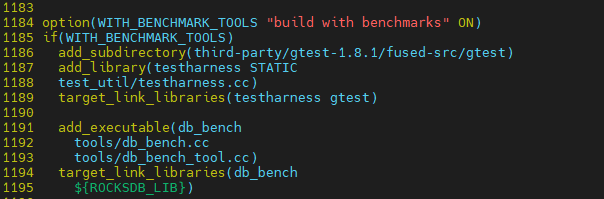 1183
1184 option(WITH_BENCHMARK_TOOLS "build with benchmarks" ON)
1185 if(WITH_BENCHMARK_TOOLS)
1186   add_subdirectory(third-party/gtest-1.8.1/fused-src/gtest)
1187   add_library(testharness STATIC
1188   test_util/testharness.cc)
1189   target_link_libraries(testharness gtest)
1190
1191   add_executable(db_bench
1192     tools/db_bench.cc
1193     tools/db_bench_tool.cc)
1194   target_link_libraries(db_bench
1195     ${ROCKSDB_LIB})